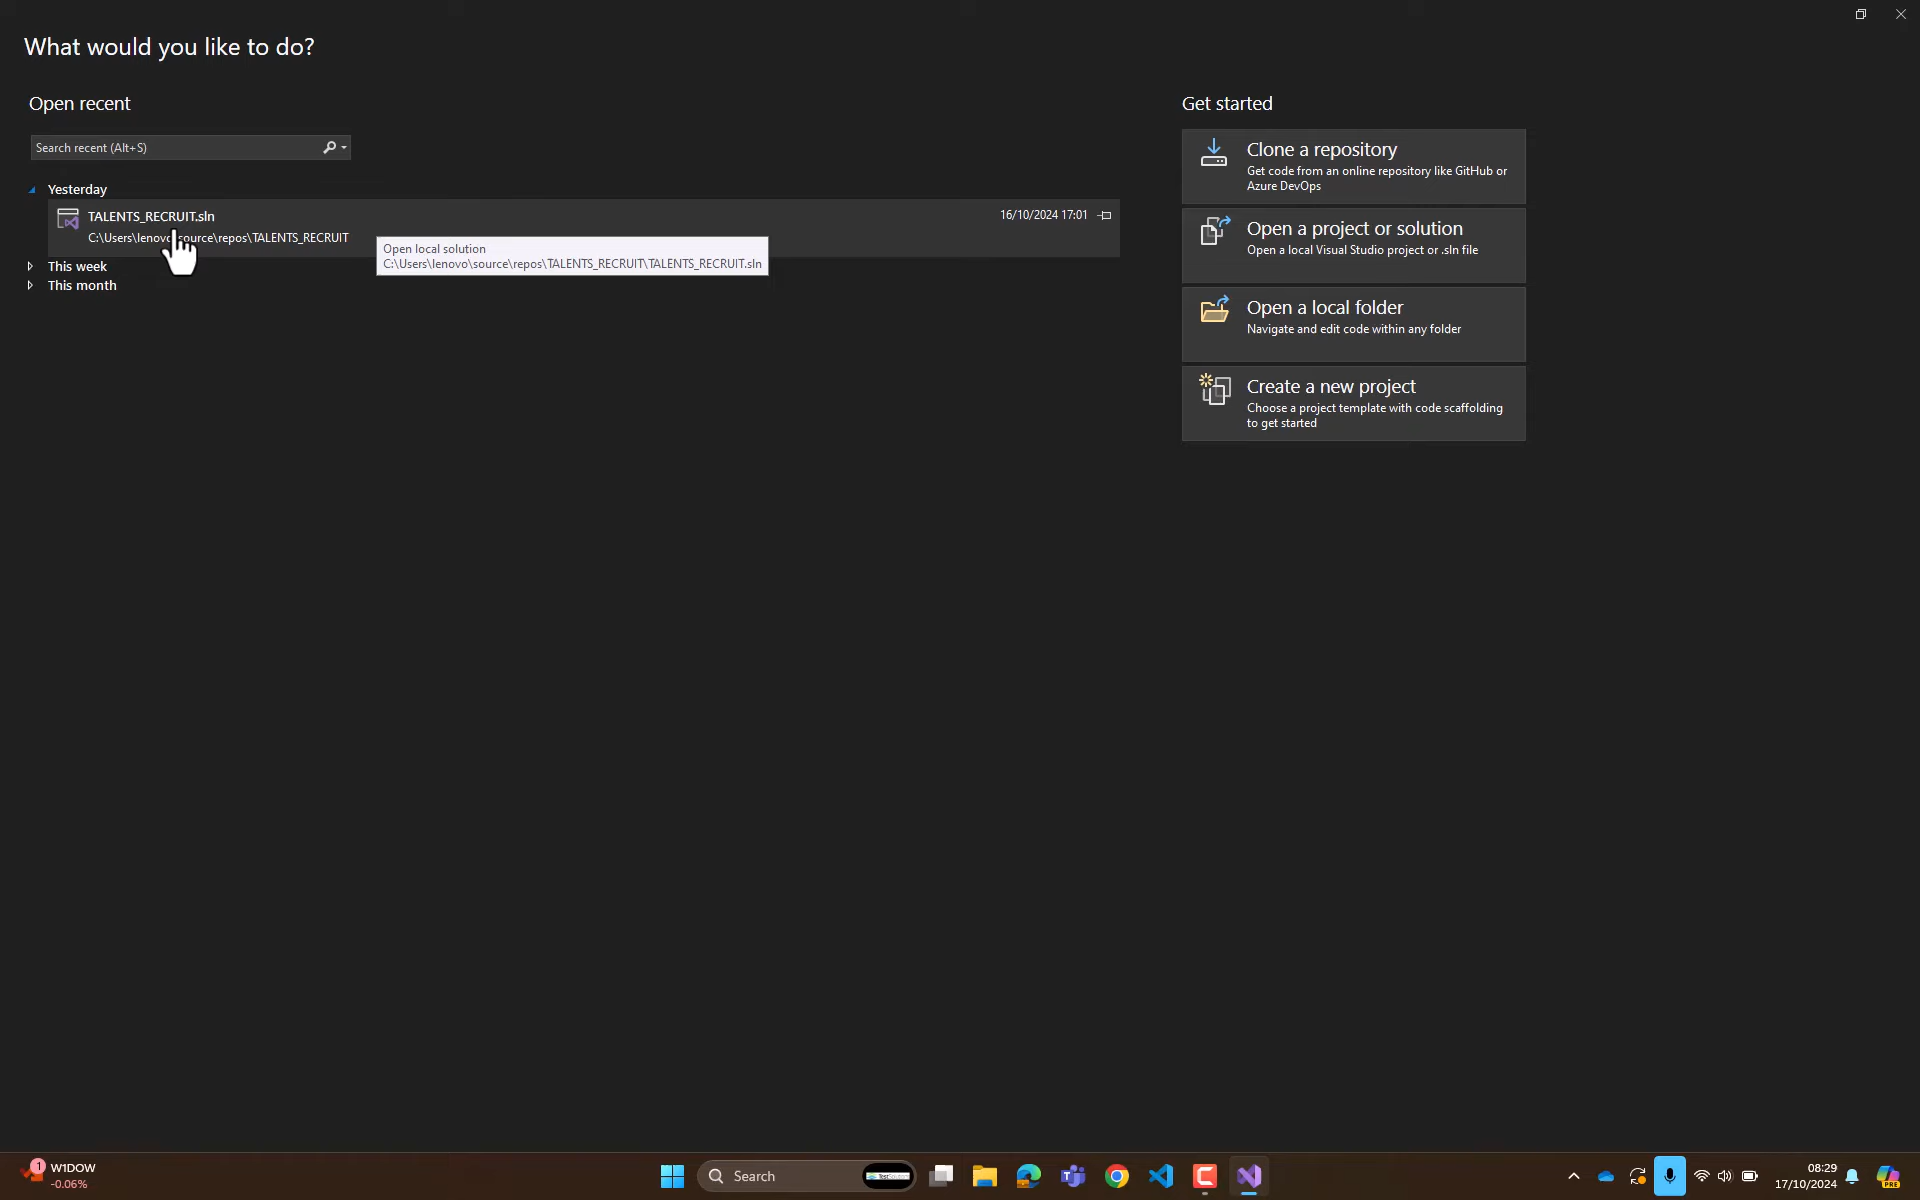 What would you like to do?
Open recent
Search recent (Alt+S)
Yesterday
TALENTS_RECRUIT.sln
16/10/2024 17:01
C:\Users\lenovo\source\repos\TALENTS_RECRUIT
Open local solution
C:\Users\lenovo\source\repos\TALENTS_RECRUIT\TALENTS_RECRUIT.sln
This week
This month
Get started
Clone a repository
Get code from an online repository like GitHub or
Azure DevOps
Open a project or solution
Open a local Visual Studio project or .sln file
Open a local folder
Navigate and edit code within any folder
Create a new project
Choose a project template with code scaffolding
to get started
1
W1DOW
-0.06%
Search
08:29
17/10/2024
PRE